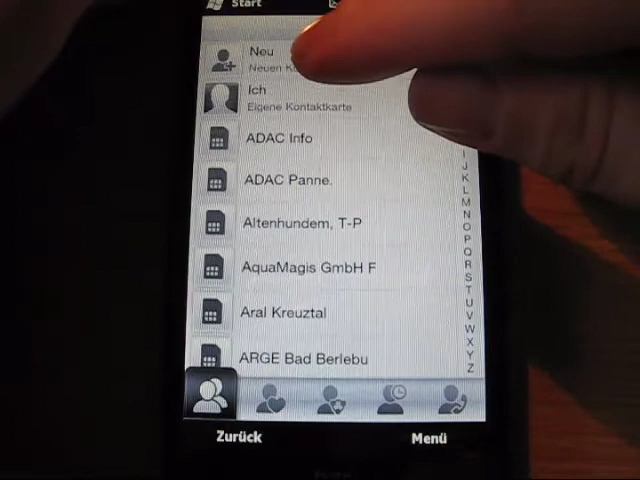 Start
Neu
Neuen
Ich
Eigene Kontaktkarte
ADAC Info
ADAC Panne.
Altenhundem, T-P
AquaMagis GmbH F
Aral Kreuztal
ARGE Bad Berlebu
I
J
K
L
M
N
O
P
Q
R
S
T
U
V
W
X
Y
Z
Zurück
Menü